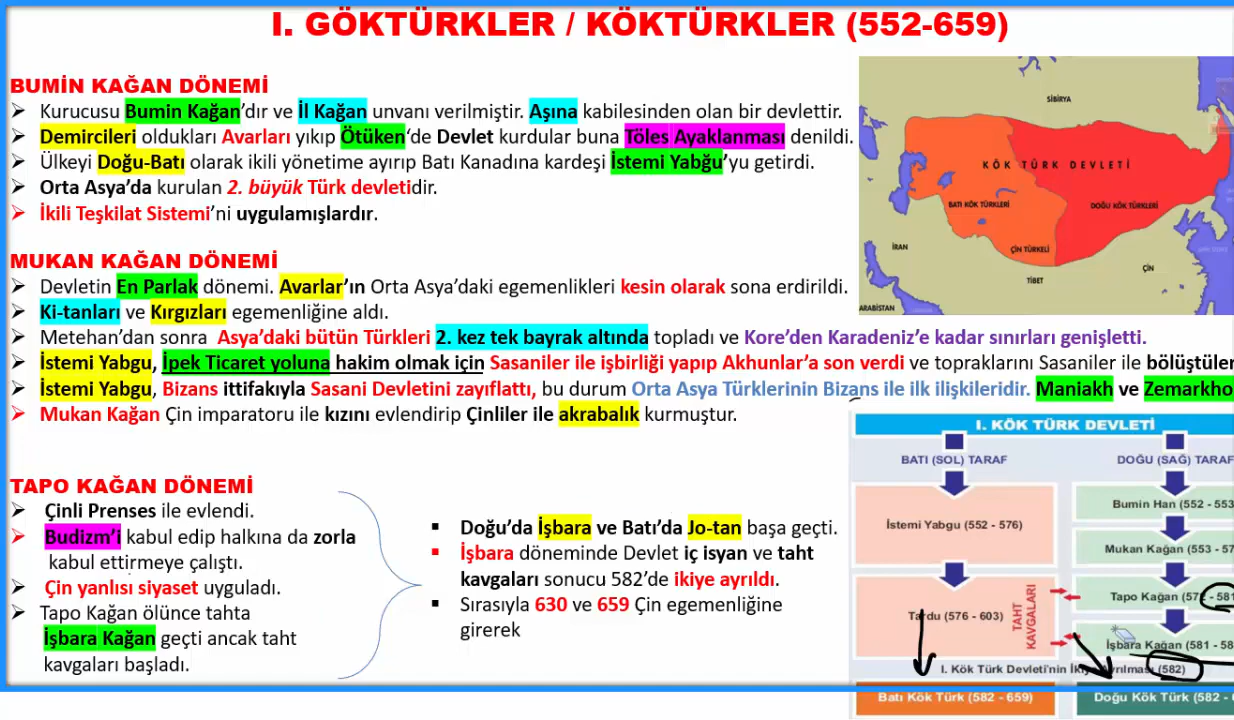 I. GÖKTÜRKLER / KÖKTÜRKLER (552-659)
BUMİN KAĞAN DÖNEMİ
➢ Kurucusu Bumin Kağan'dır ve İl Kağan unvanı verilmiştir. Aşına kabilesinden olan bir devlettir.
➢ Demircileri oldukları Avarları yıkıp Ötüken'de Devlet kurdular buna Töles Ayaklanması denildi.
➢ Ülkeyi Doğu-Batı olarak ikili yönetime ayırıp Batı Kanadına kardeşi İstemi Yabğu'yu getirdi.
➢ Orta Asya'da kurulan 2. büyük Türk devletidir.
➢ İkili Teşkilat Sistemi'ni uygulamışlardır.
MUKAN KAĞAN DÖNEMİ
➢ Devletin En Parlak dönemi. Avarlar'ın Orta Asya'daki egemenlikleri kesin olarak sona erdirildi.
➢ Ki-tanları ve Kırgızları egemenliğine aldı.
➢ Metehan'dan sonra Asya'daki bütün Türkleri 2. kez tek bayrak altında topladı ve Kore'den Karadeniz'e kadar sınırları genişletti.
➢ İstemi Yabgu, İpek Ticaret yoluna hakim olmak için Sasaniler ile işbirliği yapıp Akhunlar'a son verdi ve topraklarını Sasaniler ile bölüştüler
➢ İstemi Yabgu, Bizans ittifakıyla Sasani Devletini zayıflattı, bu durum Orta Asya Türklerinin Bizans ile ilk ilişkileridir. Maniakh ve Zemarkho
➢ Mukan Kağan Çin imparatoru ile kızını evlendirip Çinliler ile akrabalık kurmuştur.
TAPO KAĞAN DÖNEMİ
➢ Çinli Prenses ile evlendi.
➢ Budizm'i kabul edip halkına da zorla
kabul ettirmeye çalıştı.
➢ Çin yanlısı siyaset uyguladı.
➢ Tapo Kağan ölünce tahta
İşbara Kağan geçti ancak taht
kavgaları başladı.
▪ Doğu'da İşbara ve Batı'da Jo-tan başa geçti.
▪ İşbara döneminde Devlet iç isyan ve taht
kavgaları sonucu 582'de ikiye ayrıldı.
▪ Sırasıyla 630 ve 659 Çin egemenliğine
girerek
SİBİRYA
KÖK TÜRK DEVLETİ
BATI KÖK TÜRKLERİ
DOĞU KÖK TÜRKLERİ
İRAN
ÇİN TÜRKELİ
TİBET
ÇİN
ARABİSTAN
I. KÖK TÜRK DEVLETİ
BATI (SOL) TARAF
DOĞU (SAĞ) TARAF
İstemi Yabgu (552 - 576)
Bumin Han (552 - 553
Mukan Kağan (553 - 57
Tardu (576 - 603)
TAHT
KAVGALARI
Tapo Kağan (572 - 581
İşbara Kağan (581 - 58
I. Kök Türk Devleti'nin İkiye Ayrılması (582)
Batı Kök Türk (582 - 659)
Doğu Kök Türk (582 - 6